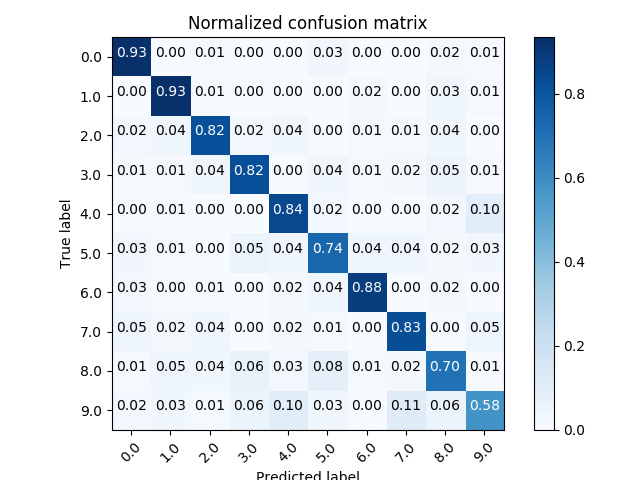 Normalized confusion matrix
True label
0.0 0.93 0.00 0.01 0.00 0.00 0.03 0.00 0.00 0.02 0.01
1.0 0.00 0.93 0.01 0.00 0.00 0.00 0.02 0.00 0.03 0.01
2.0 0.02 0.04 0.82 0.02 0.04 0.00 0.01 0.01 0.04 0.00
3.0 0.01 0.01 0.04 0.82 0.00 0.04 0.01 0.02 0.05 0.01
4.0 0.00 0.01 0.00 0.00 0.84 0.02 0.00 0.00 0.02 0.10
5.0 0.03 0.01 0.00 0.05 0.04 0.74 0.04 0.04 0.02 0.03
6.0 0.03 0.00 0.01 0.00 0.02 0.04 0.88 0.00 0.02 0.00
7.0 0.05 0.02 0.04 0.00 0.02 0.01 0.00 0.83 0.00 0.05
8.0 0.01 0.05 0.04 0.06 0.03 0.08 0.01 0.02 0.70 0.01
9.0 0.02 0.03 0.01 0.06 0.10 0.03 0.00 0.11 0.06 0.58
0.0 1.0 2.0 3.0 4.0 5.0 6.0 7.0 8.0 9.0
Predicted label
0.8
0.6
0.4
0.2
0.0